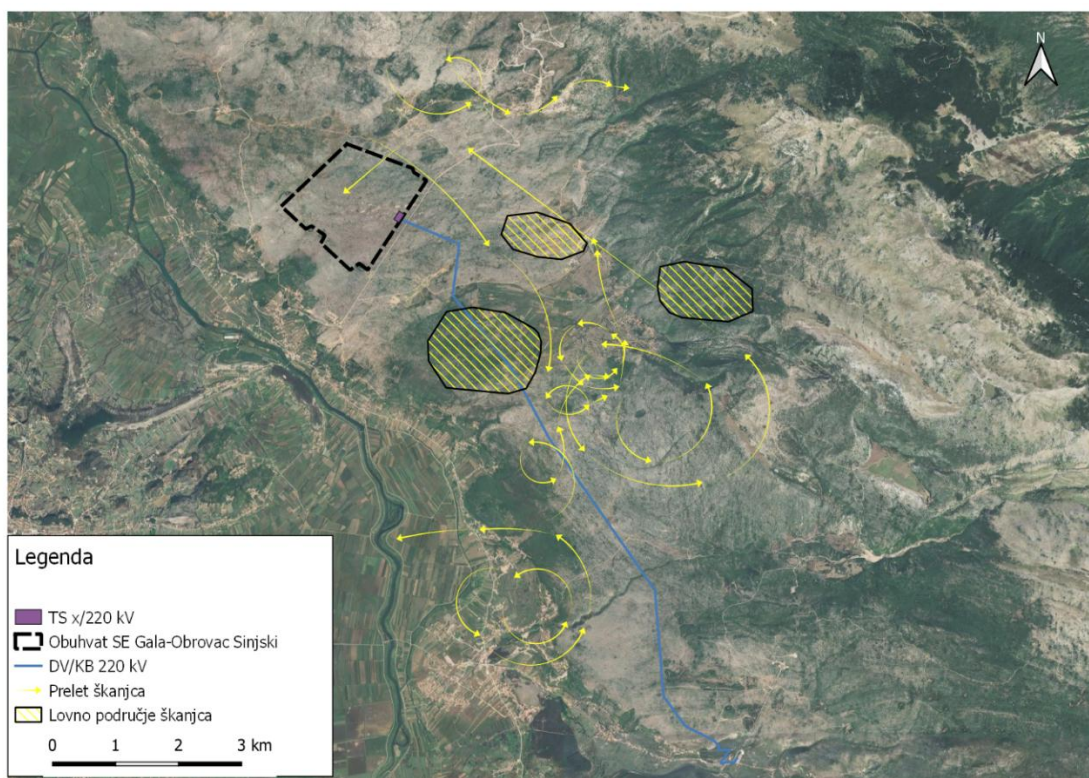 N
Legenda
TS x/220 kV
Obuhvat SE Gala-Obrovac Sinjski
DV/KB 220 kV
Prelet škanjca
Lovno područje škanjca
0 1 2 3 km